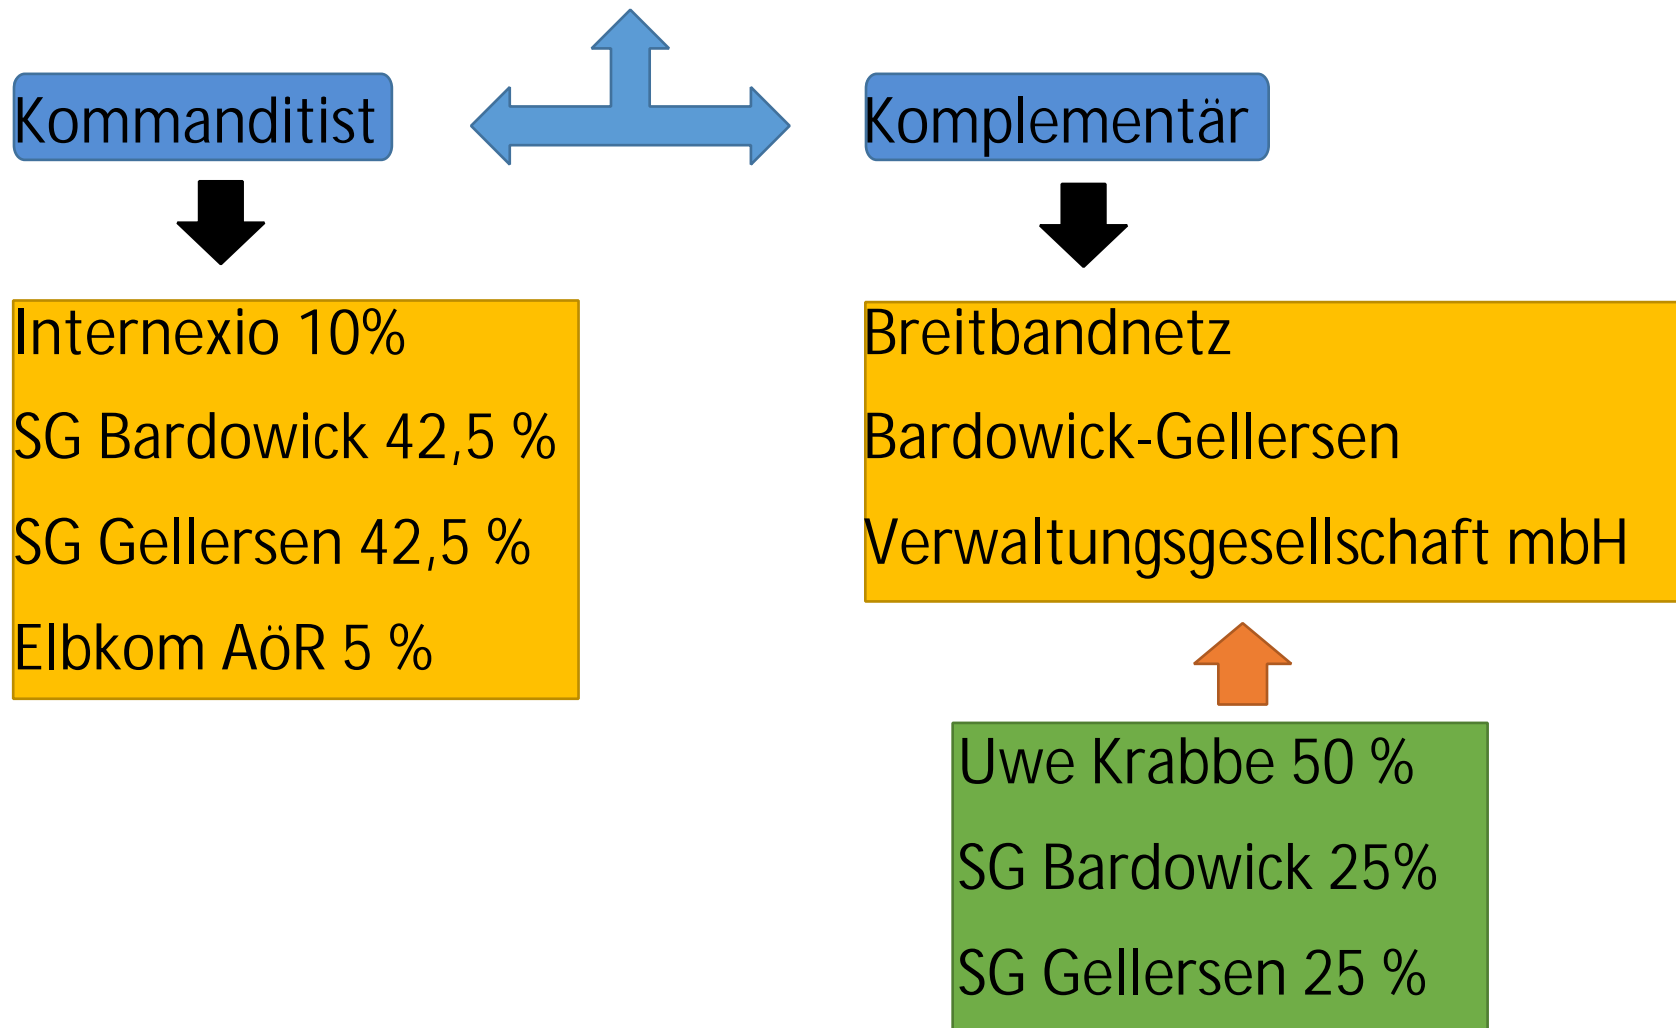 Kommanditist
Komplementär
Internexio 10%
SG Bardowick 42,5 %
SG Gellersen 42,5 %
Elbkom AöR 5 %
Breitbandnetz
Bardowick-Gellersen
Verwaltungsgesellschaft mbH
Uwe Krabbe 50 %
SG Bardowick 25%
SG Gellersen 25 %